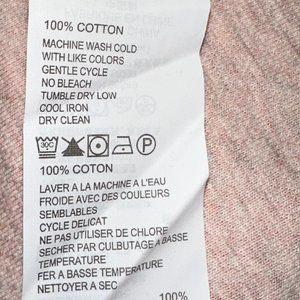 100% COTTON
MACHINE WASH COLD
WITH LIKE COLORS
GENTLE CYCLE
NO BLEACH
TUMBLE DRY LOW
COOL IRON
DRY CLEAN
30C P
100% COTON
LAVER A LA MACHINE A L'EAU
FROIDE AVEC DES COULEURS
SEMBLABLES
CYCLE DELICAT
NE PAS UTILISER DE CHLORE
SECHER PAR CULBUTAGE A BASSE
TEMPERATURE
FER A BASSE TEMPERATURE
NETTOYER A SEC
100%